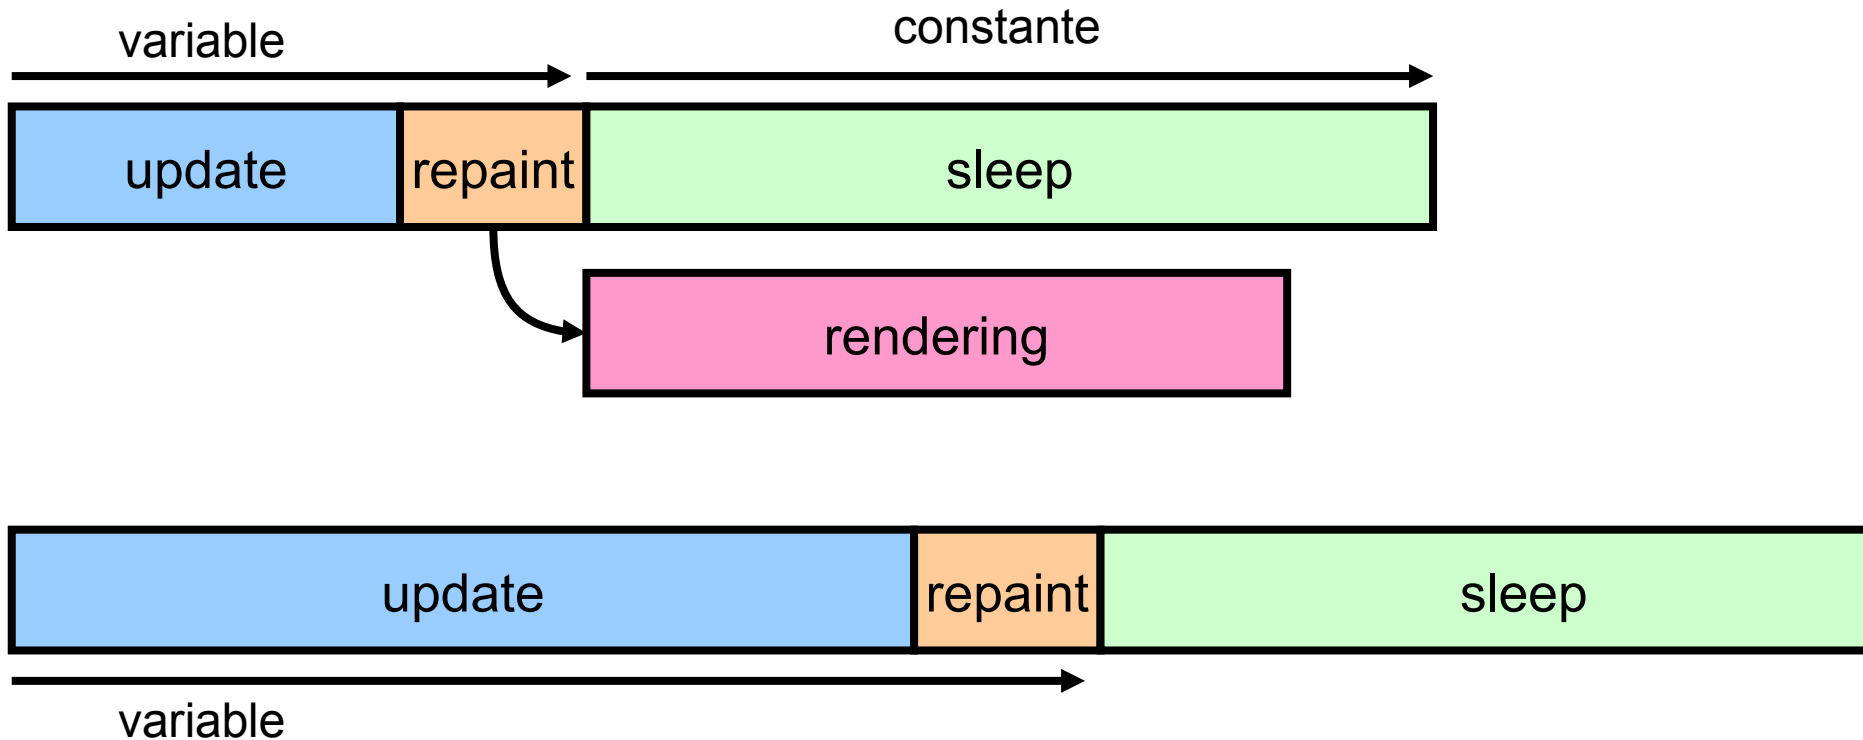 variable
constante
update
repaint
sleep
rendering
update
repaint
sleep
variable